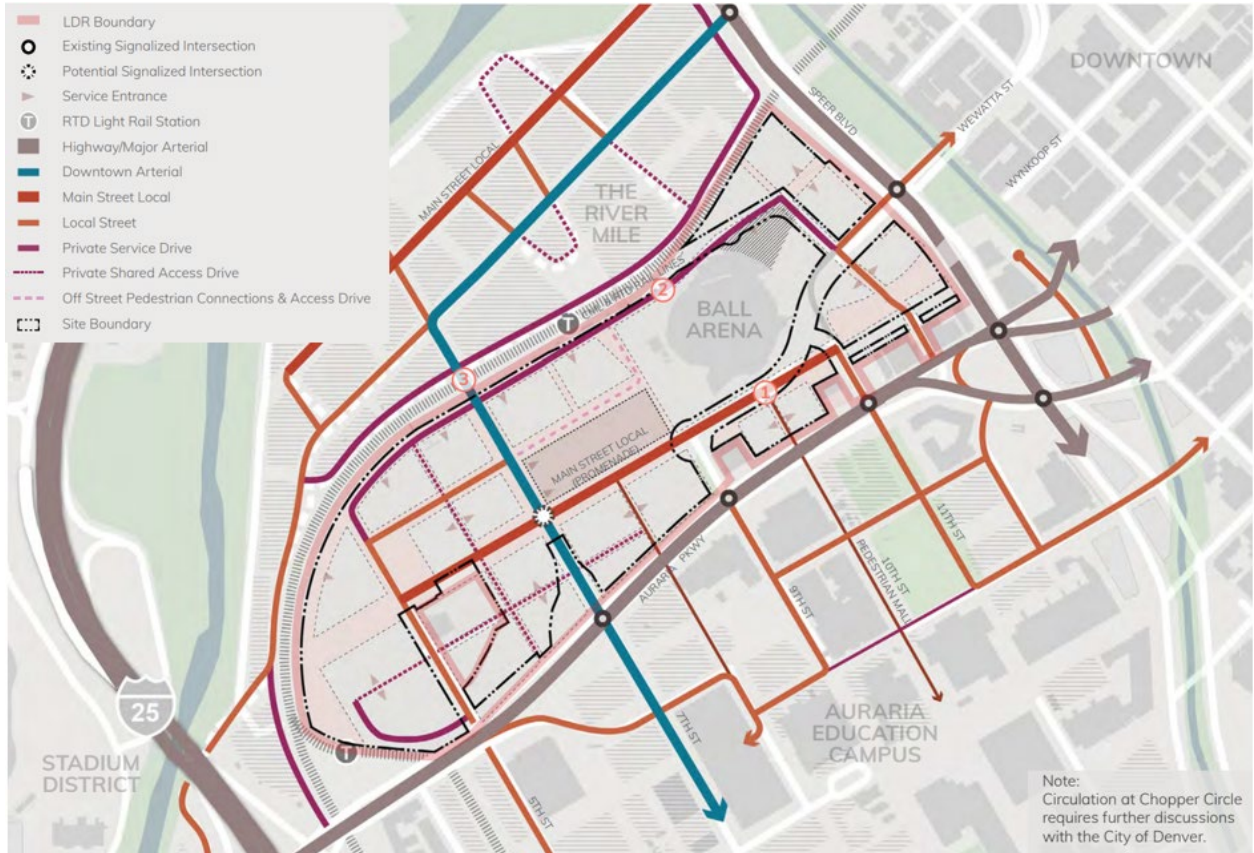 LDR Boundary
Existing Signalized Intersection
Potential Signalized Intersection
Service Entrance
T
RTD Light Rail Station
Highway/Major Arterial
Downtown Arterial
Main Street Local
Local Street
Private Service Drive
Private Shared Access Drive
Off Street Pedestrian Connections & Access Drive
Site Boundary
DOWNTOWN
SPEER BLVD
WEWATTA ST
WYNKOOP ST
MAIN STREET LOCAL
THE
RIVER
MILE
LINES
2
T
BALL
ARENA
3
1
MAIN STREET LOCAL
(PROMENADE)
AURARIA PKWY
9TH ST
10TH ST
PEDESTRIAN MALL
11TH ST
7TH ST
5TH ST
25
T
STADIUM
DISTRICT
AURARIA
EDUCATION
CAMPUS
Note:
Circulation at Chopper Circle
requires further discussions
with the City of Denver.